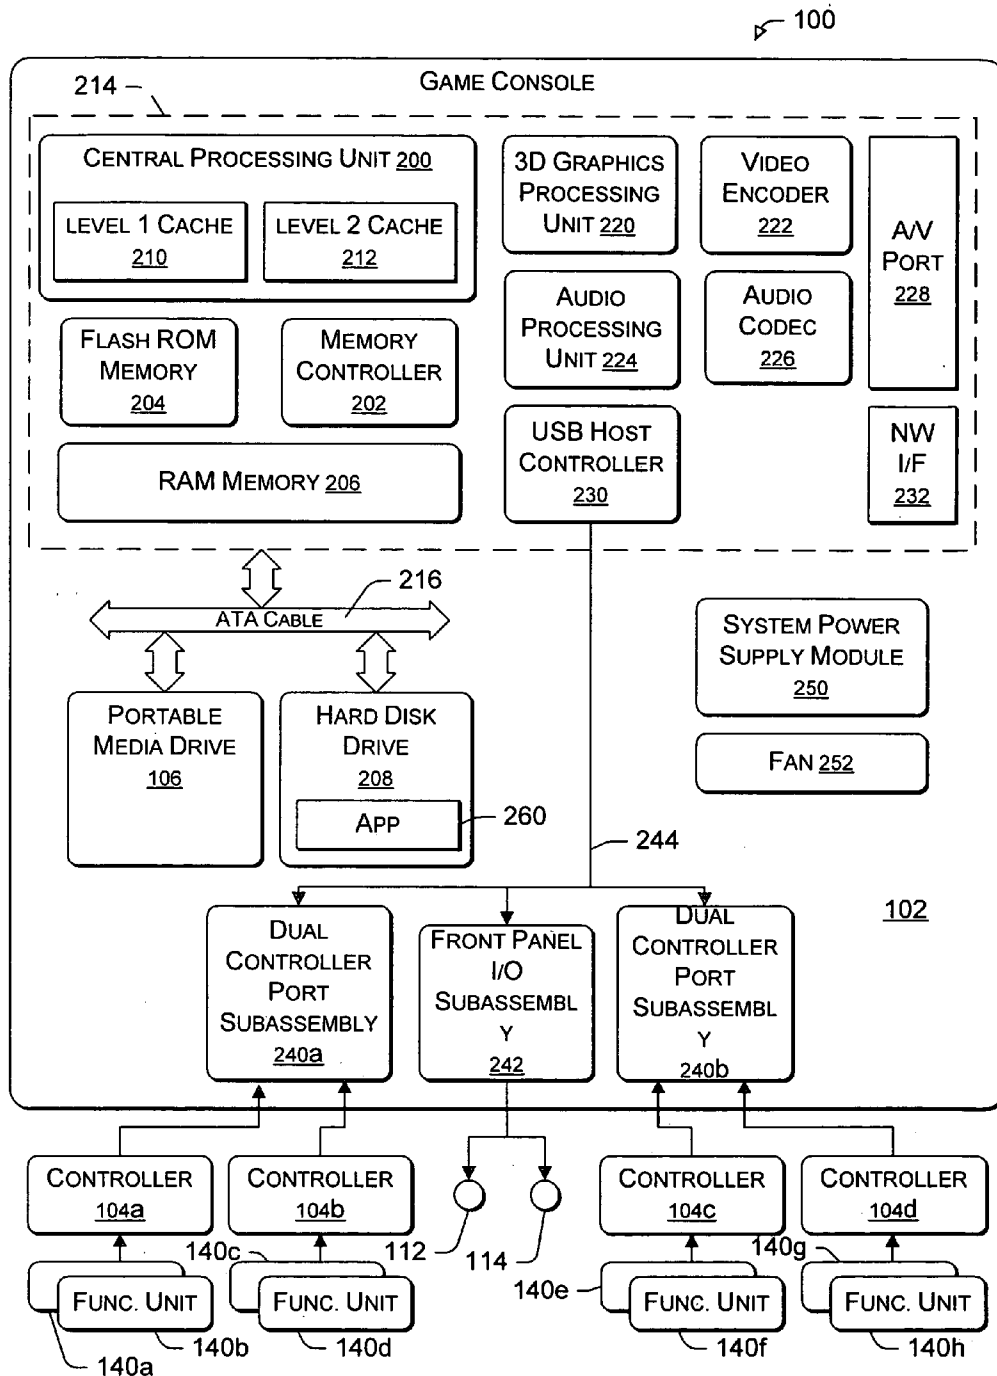 100
GAME CONSOLE
214
CENTRAL PROCESSING UNIT 200
LEVEL 1 CACHE
210
LEVEL 2 CACHE
212
3D GRAPHICS
PROCESSING
UNIT 220
VIDEO
ENCODER
222
A/V
PORT
228
FLASH ROM
MEMORY
204
MEMORY
CONTROLLER
202
AUDIO
PROCESSING
UNIT 224
AUDIO
CODEC
226
RAM MEMORY 206
USB HOST
CONTROLLER
230
NW
I/F
232
216
ATA CABLE
SYSTEM POWER
SUPPLY MODULE
250
PORTABLE
MEDIA DRIVE
106
HARD DISK
DRIVE
208
APP
260
FAN 252
244
DUAL
CONTROLLER
PORT
SUBASSEMBLY
240a
FRONT PANEL
I/O
SUBASSEMBL
Y
242
DUAL
CONTROLLER
PORT
SUBASSEMBL
Y
240b
102
CONTROLLER
104a
CONTROLLER
104b
112
114
CONTROLLER
104c
CONTROLLER
104d
140c
140e
140g
FUNC. UNIT
FUNC. UNIT
FUNC. UNIT
FUNC. UNIT
140a
140b
140d
140f
140h